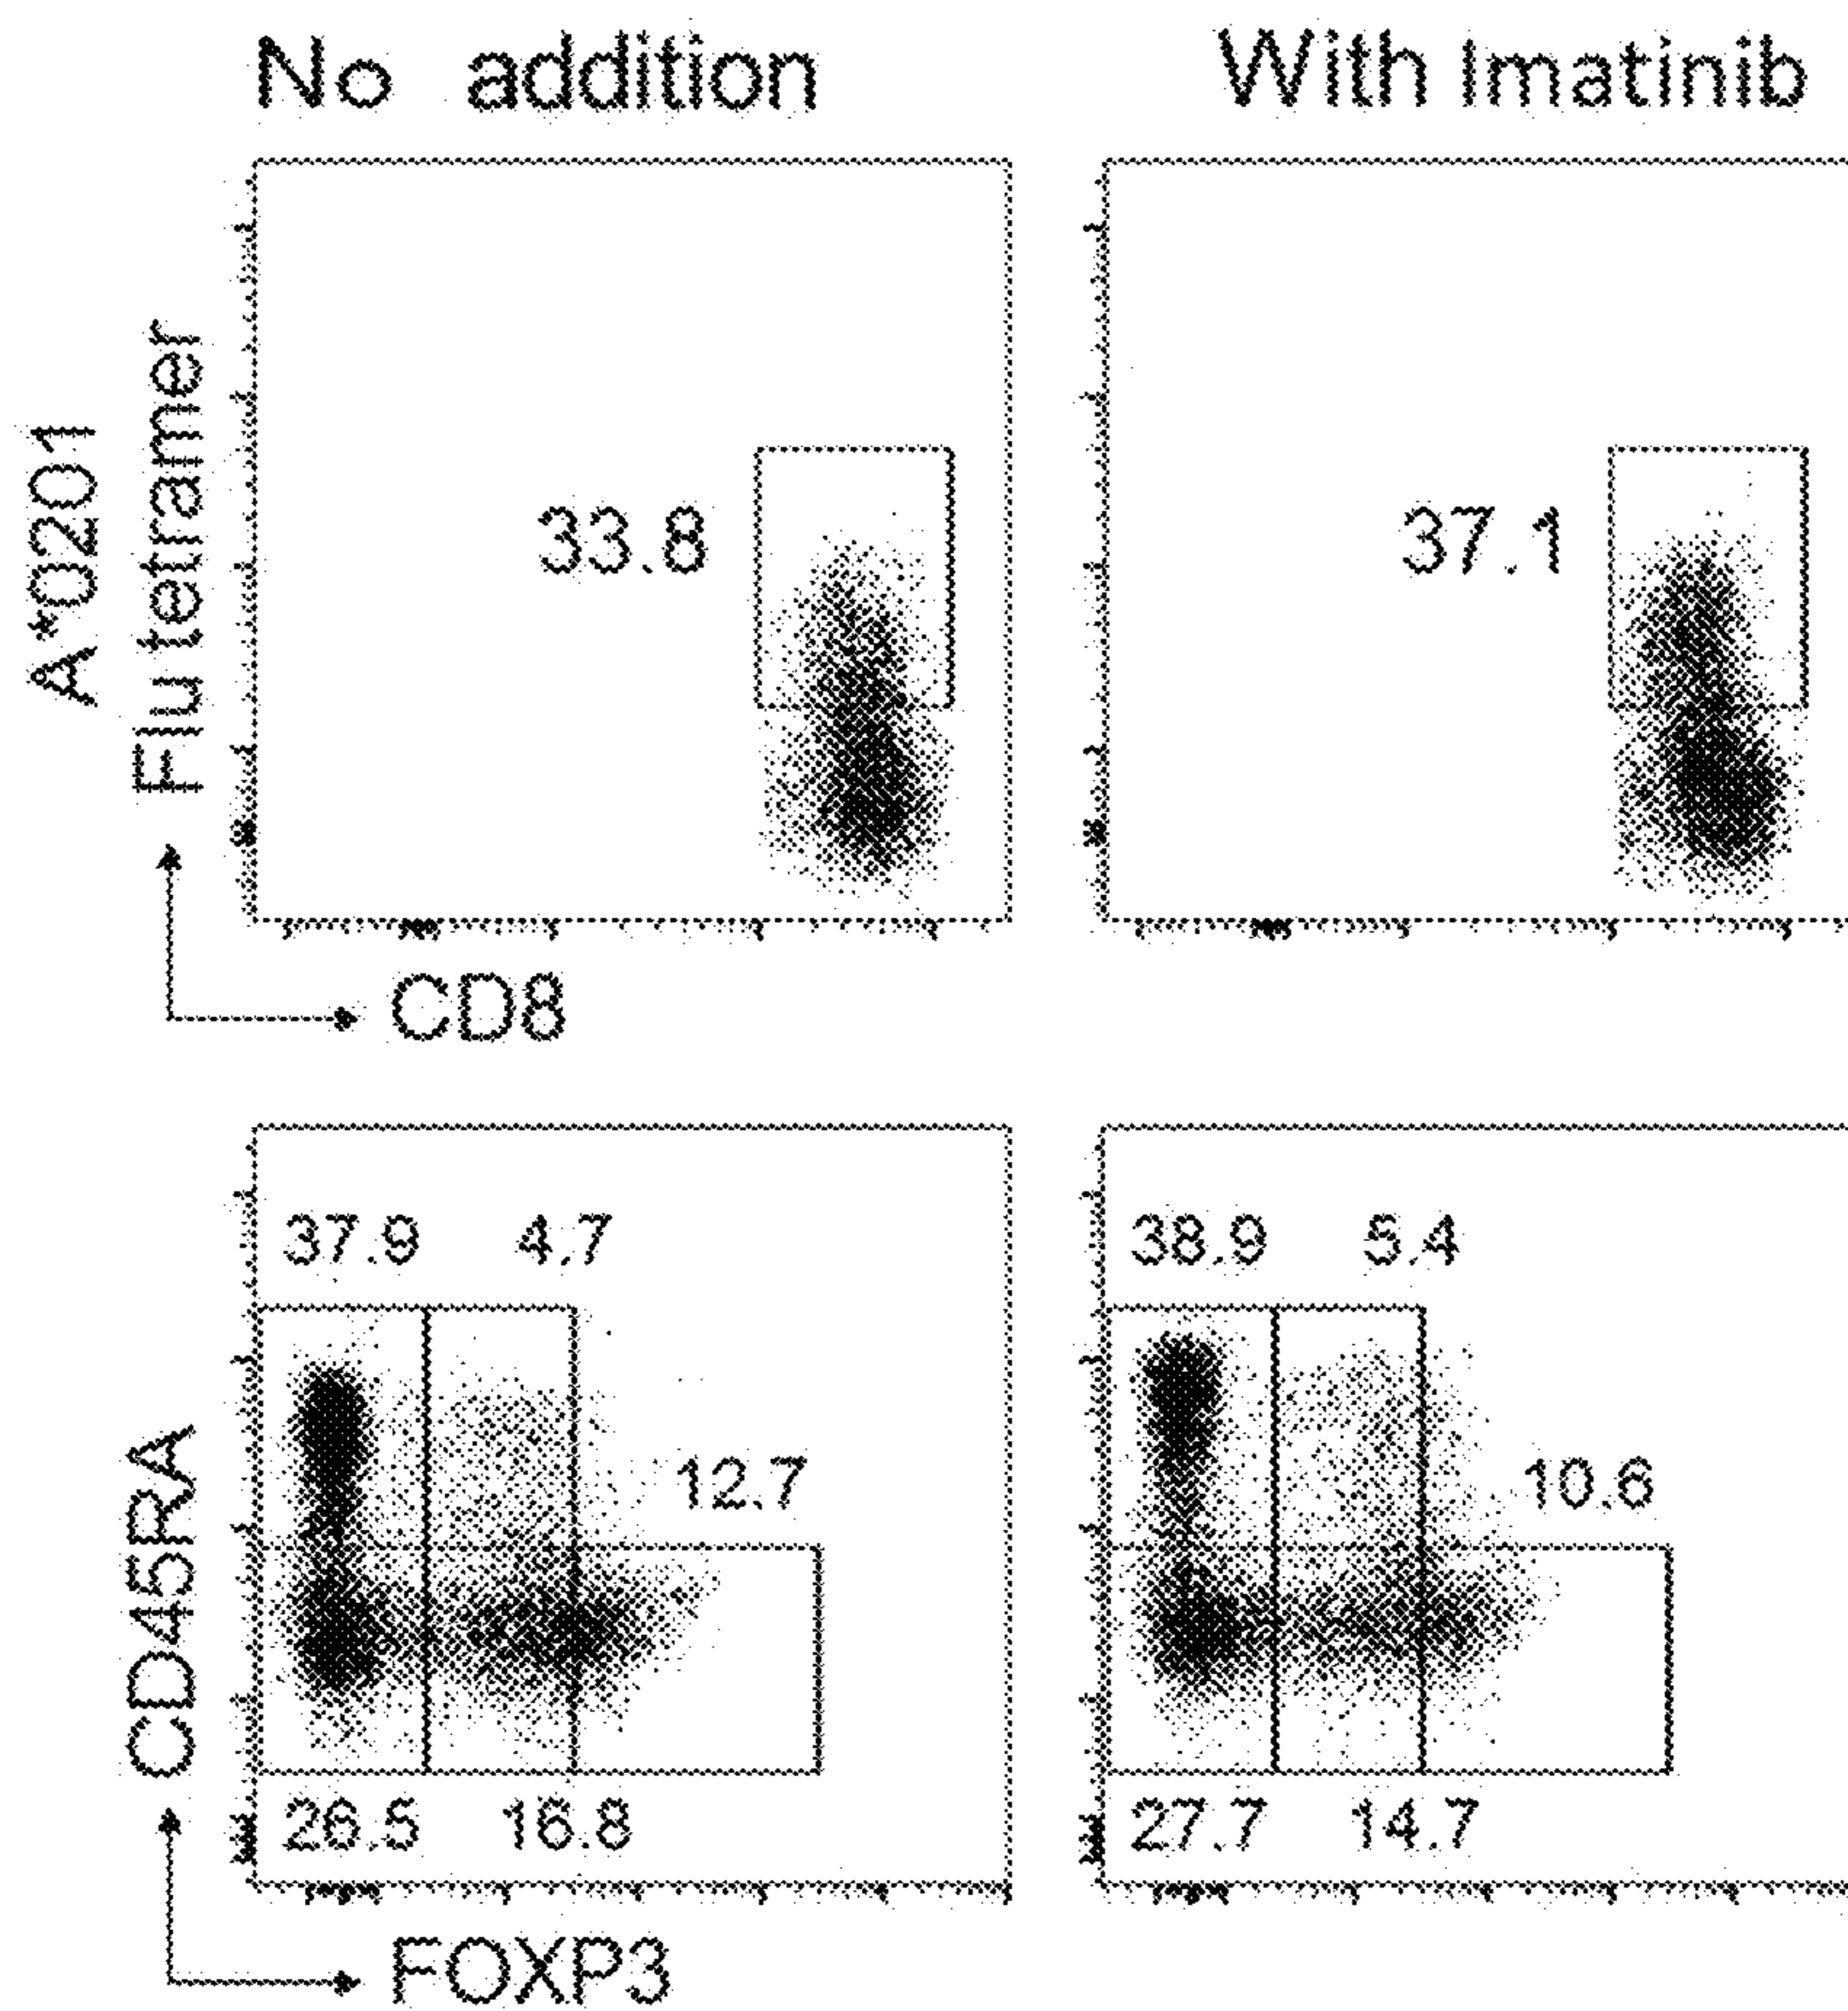 No addition
With Imatinib
A*0201
Flu tetramer
33.8
37.1
CD8
37.9 4.7
38.9 5.4
CD45RA
12.7
10.6
26.5 16.8
27.7 14.7
FOXP3